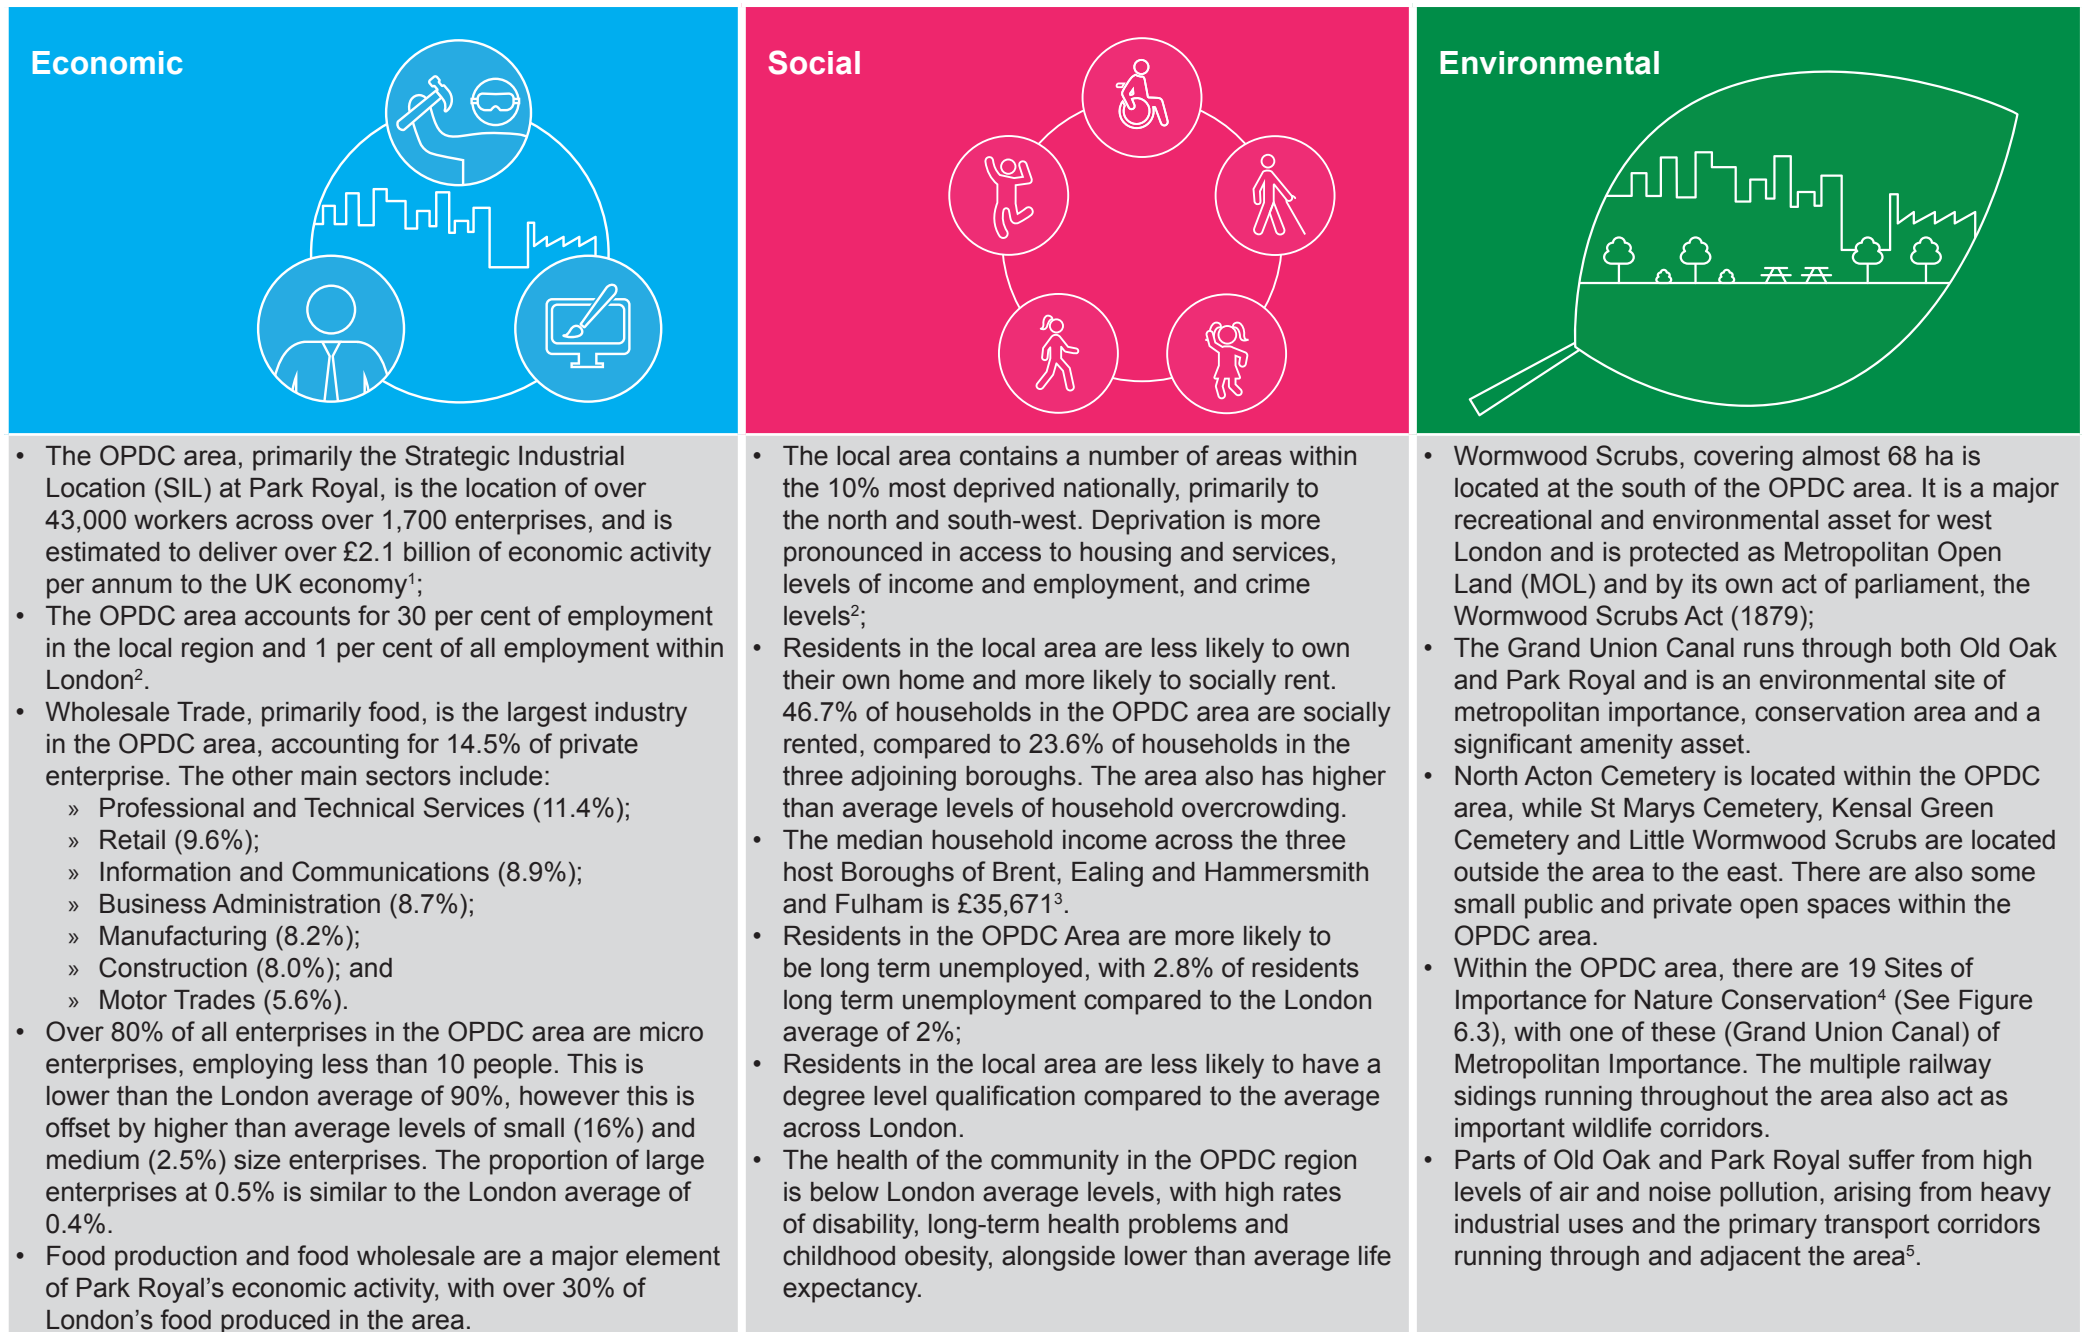 Economic
• The OPDC area, primarily the Strategic Industrial
Location (SIL) at Park Royal, is the location of over
43,000 workers across over 1,700 enterprises, and is
estimated to deliver over £2.1 billion of economic activity
per annum to the UK economy¹;
• The OPDC area accounts for 30 per cent of employment
in the local region and 1 per cent of all employment within
London².
• Wholesale Trade, primarily food, is the largest industry
in the OPDC area, accounting for 14.5% of private
enterprise. The other main sectors include:
» Professional and Technical Services (11.4%);
» Retail (9.6%);
» Information and Communications (8.9%);
» Business Administration (8.7%);
» Manufacturing (8.2%);
» Construction (8.0%); and
» Motor Trades (5.6%).
• Over 80% of all enterprises in the OPDC area are micro
enterprises, employing less than 10 people. This is
lower than the London average of 90%, however this is
offset by higher than average levels of small (16%) and
medium (2.5%) size enterprises. The proportion of large
enterprises at 0.5% is similar to the London average of
0.4%.
• Food production and food wholesale are a major element
of Park Royal’s economic activity, with over 30% of
London’s food produced in the area.
Social
• The local area contains a number of areas within
the 10% most deprived nationally, primarily to
the north and south-west. Deprivation is more
pronounced in access to housing and services,
levels of income and employment, and crime
levels²;
• Residents in the local area are less likely to own
their own home and more likely to socially rent.
46.7% of households in the OPDC area are socially
rented, compared to 23.6% of households in the
three adjoining boroughs. The area also has higher
than average levels of household overcrowding.
• The median household income across the three
host Boroughs of Brent, Ealing and Hammersmith
and Fulham is £35,671³.
• Residents in the OPDC Area are more likely to
be long term unemployed, with 2.8% of residents
long term unemployment compared to the London
average of 2%;
• Residents in the local area are less likely to have a
degree level qualification compared to the average
across London.
• The health of the community in the OPDC region
is below London average levels, with high rates
of disability, long-term health problems and
childhood obesity, alongside lower than average life
expectancy.
Environmental
• Wormwood Scrubs, covering almost 68 ha is
located at the south of the OPDC area. It is a major
recreational and environmental asset for west
London and is protected as Metropolitan Open
Land (MOL) and by its own act of parliament, the
Wormwood Scrubs Act (1879);
• The Grand Union Canal runs through both Old Oak
and Park Royal and is an environmental site of
metropolitan importance, conservation area and a
significant amenity asset.
• North Acton Cemetery is located within the OPDC
area, while St Marys Cemetery, Kensal Green
Cemetery and Little Wormwood Scrubs are located
outside the area to the east. There are also some
small public and private open spaces within the
OPDC area.
• Within the OPDC area, there are 19 Sites of
Importance for Nature Conservation⁴ (See Figure
6.3), with one of these (Grand Union Canal) of
Metropolitan Importance. The multiple railway
sidings running throughout the area also act as
important wildlife corridors.
• Parts of Old Oak and Park Royal suffer from high
levels of air and noise pollution, arising from heavy
industrial uses and the primary transport corridors
running through and adjacent the area⁵.